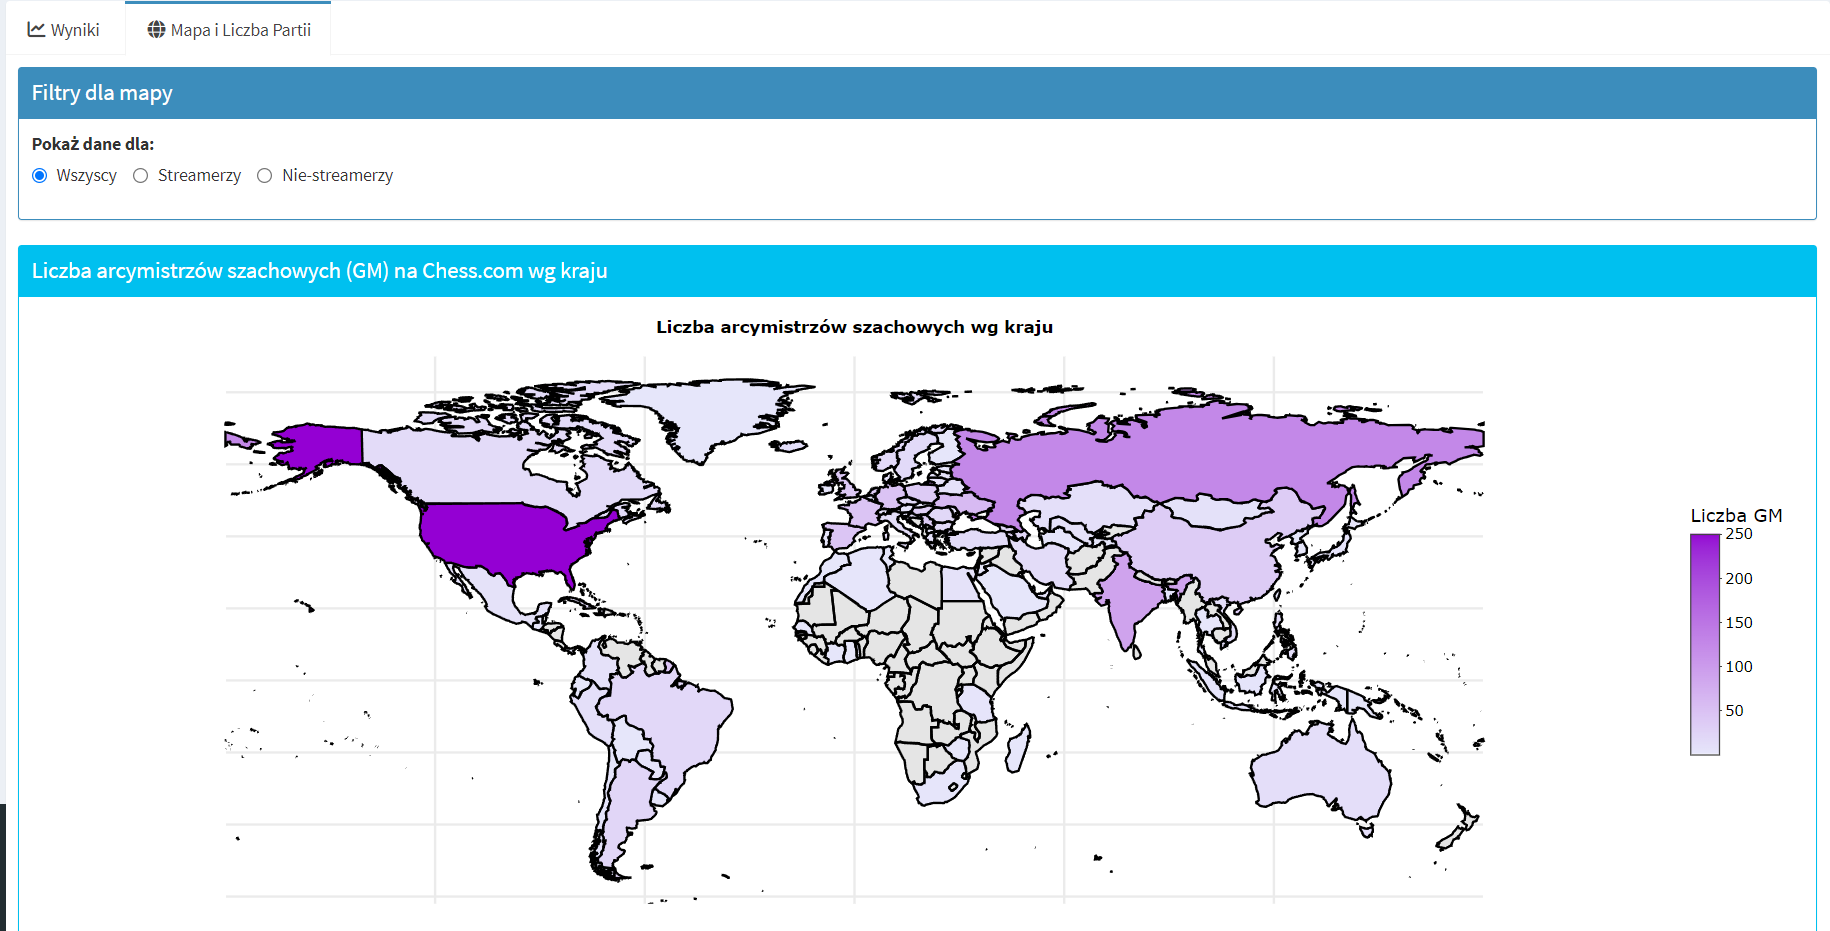 Wyniki
Mapa i Liczba Partii
Filtry dla mapy
Pokaż dane dla:
Wszyscy Streamerzy Nie-streamerzy
Liczba arcymistrzów szachowych (GM) na Chess.com wg kraju
Liczba arcymistrzów szachowych wg kraju
Liczba GM
250
200
150
100
50